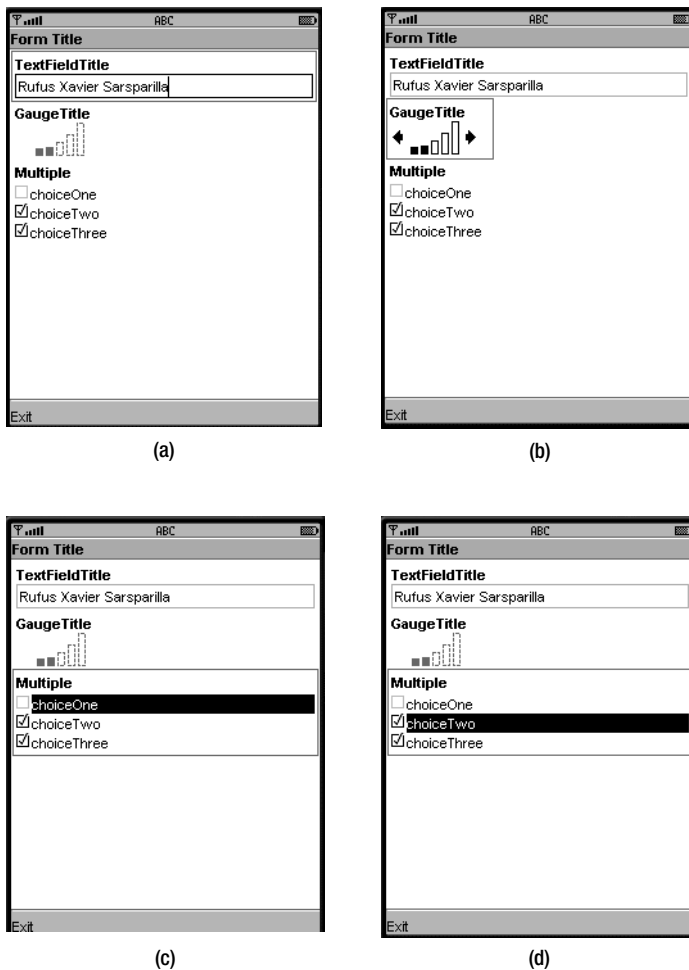 ABC
Form Title
TextFieldTitle
Rufus Xavier Sarsparilla
GaugeTitle
Multiple
choiceOne
choiceTwo
choiceThree
Exit
(a)
ABC
Form Title
TextFieldTitle
Rufus Xavier Sarsparilla
GaugeTitle
Multiple
choiceOne
choiceTwo
choiceThree
Exit
(b)
ABC
Form Title
TextFieldTitle
Rufus Xavier Sarsparilla
GaugeTitle
Multiple
choiceOne
choiceTwo
choiceThree
Exit
(c)
ABC
Form Title
TextFieldTitle
Rufus Xavier Sarsparilla
GaugeTitle
Multiple
choiceOne
choiceTwo
choiceThree
Exit
(d)